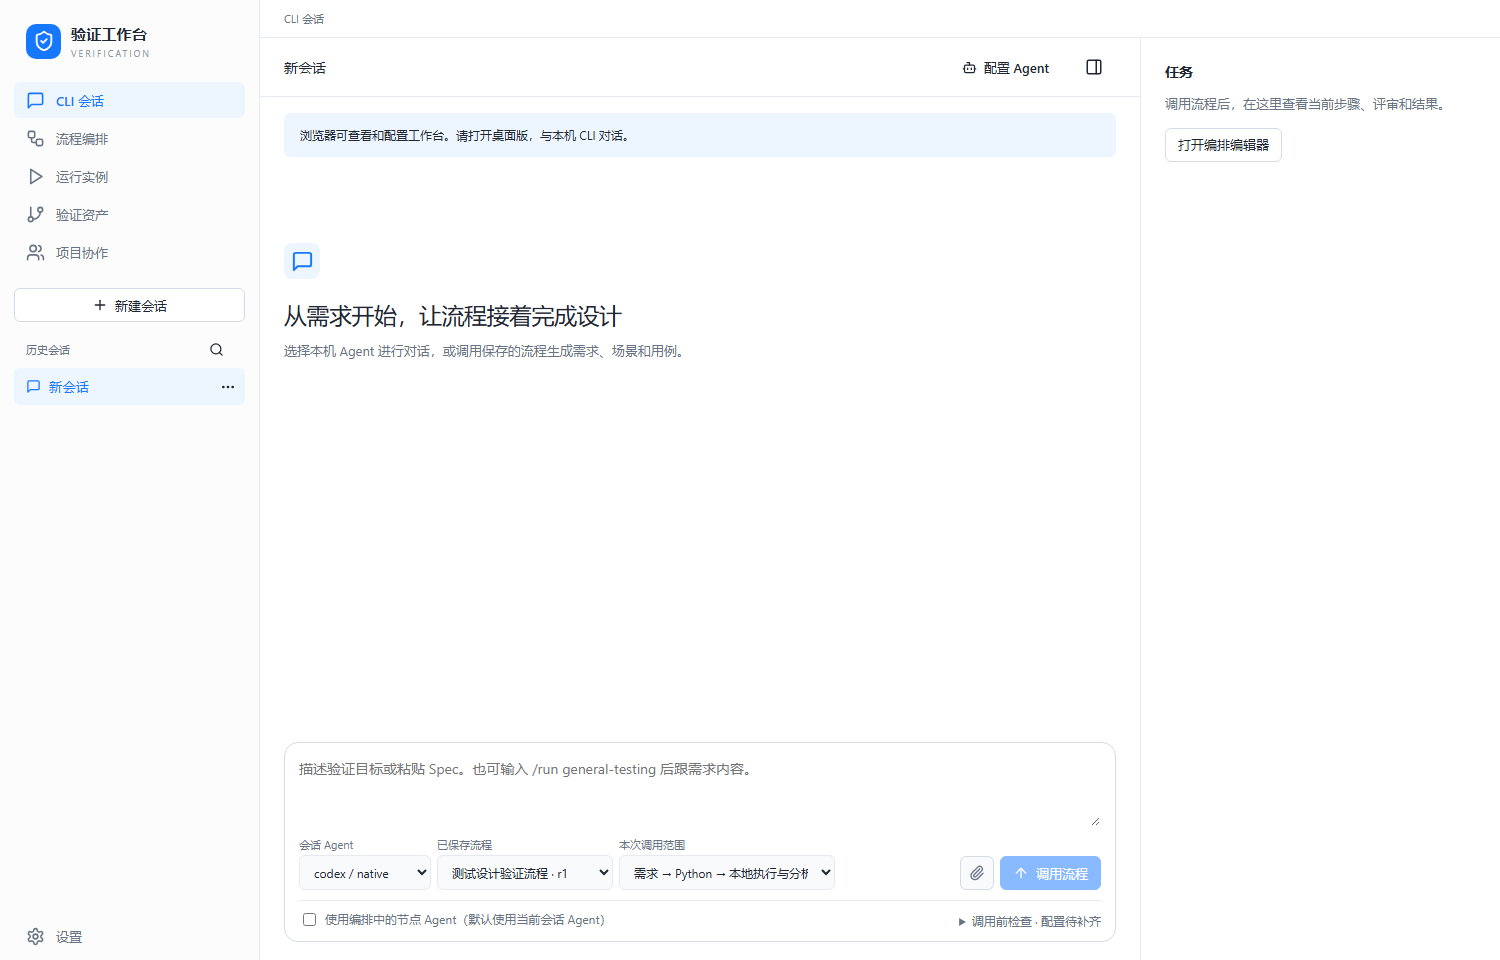 验证工作台
VERIFICATION
CLI 会话
流程编排
运行实例
验证资产
项目协作
新建会话
历史会话
新会话
设置
CLI 会话
新会话
配置 Agent
浏览器可查看和配置工作台。请打开桌面版，与本机 CLI 对话。
从需求开始，让流程接着完成设计
选择本机 Agent 进行对话，或调用保存的流程生成需求、场景和用例。
描述验证目标或粘贴 Spec。也可输入 /run general-testing 后跟需求内容。
会话 Agent
已保存流程
本次调用范围
codex / native
测试设计验证流程 · r1
需求 → Python → 本地执行与分析
调用流程
使用编排中的节点 Agent（默认使用当前会话 Agent）
调用前检查 · 配置待补齐
任务
调用流程后，在这里查看当前步骤、评审和结果。
打开编排编辑器